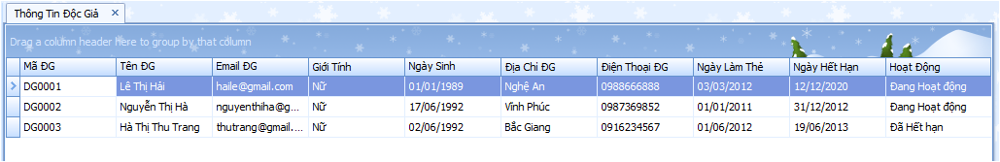 Thông Tin Độc Giả
Drag a column header here to group by that column
Mã ĐG Tên ĐG Email ĐG Giới Tính Ngày Sinh Địa Chỉ ĐG Điện Thoại ĐG Ngày Làm Thẻ Ngày Hết Hạn Hoạt Động
DG0001 Lê Thị Hải haile@gmail.com Nữ 01/01/1989 Nghệ An 0988666888 03/03/2012 12/12/2020 Đang Hoạt động
DG0002 Nguyễn Thị Hà nguyenthiha@g... Nữ 17/06/1992 Vĩnh Phúc 0987369852 01/01/2011 31/12/2012 Đang Hoạt động
DG0003 Hà Thị Thu Trang thutrang@gmail.... Nữ 02/06/1992 Bắc Giang 0916234567 01/06/2012 19/06/2013 Đã Hết hạn